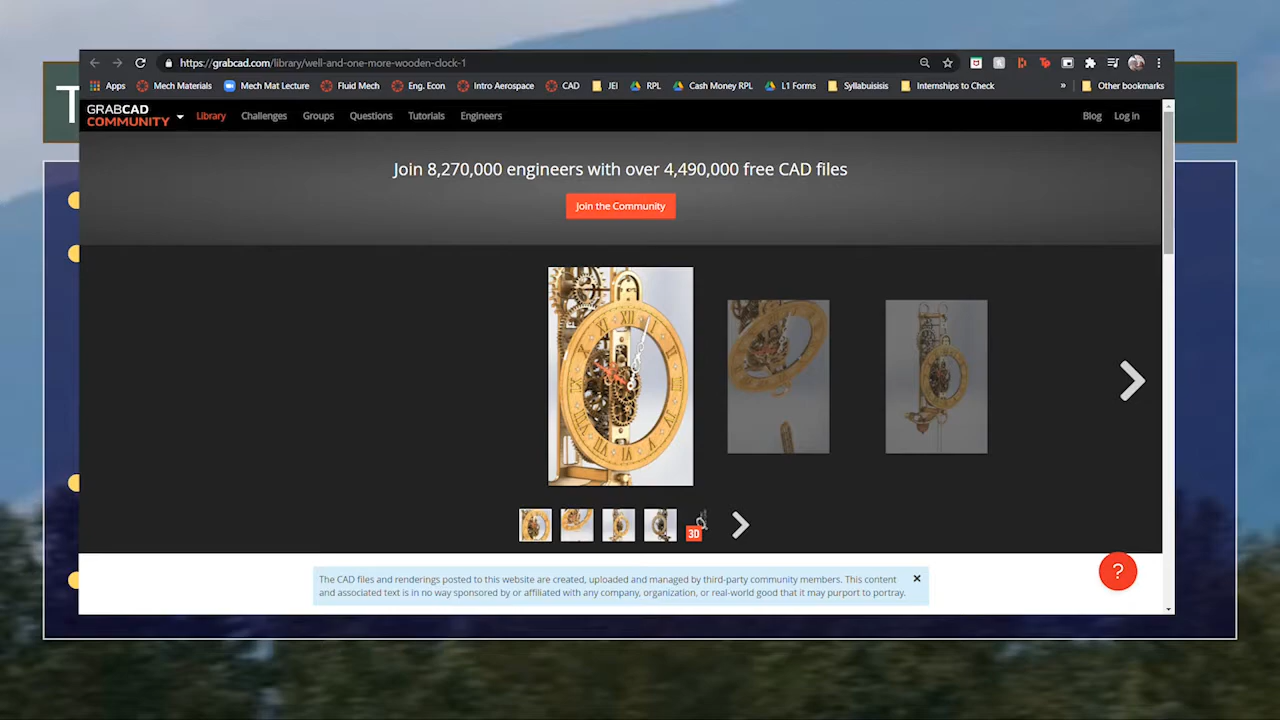 T
https://grabcad.com/library/well-and-one-more-wooden-clock-1
Apps Mech Materials Mech Mat Lecture Fluid Mech Eng. Econ Intro Aerospace CAD JEI RPL Cash Money RPL L1 Forms Syllabuisisis Internships to Check » Other bookmarks
GRABCAD
COMMUNITY Library Challenges Groups Questions Tutorials Engineers Blog Log in
Join 8,270,000 engineers with over 4,490,000 free CAD files
Join the Community
3D
The CAD files and renderings posted to this website are created, uploaded and managed by third-party community members. This content
and associated text is in no way sponsored by or affiliated with any company, organization, or real-world good that it may purport to portray.
?